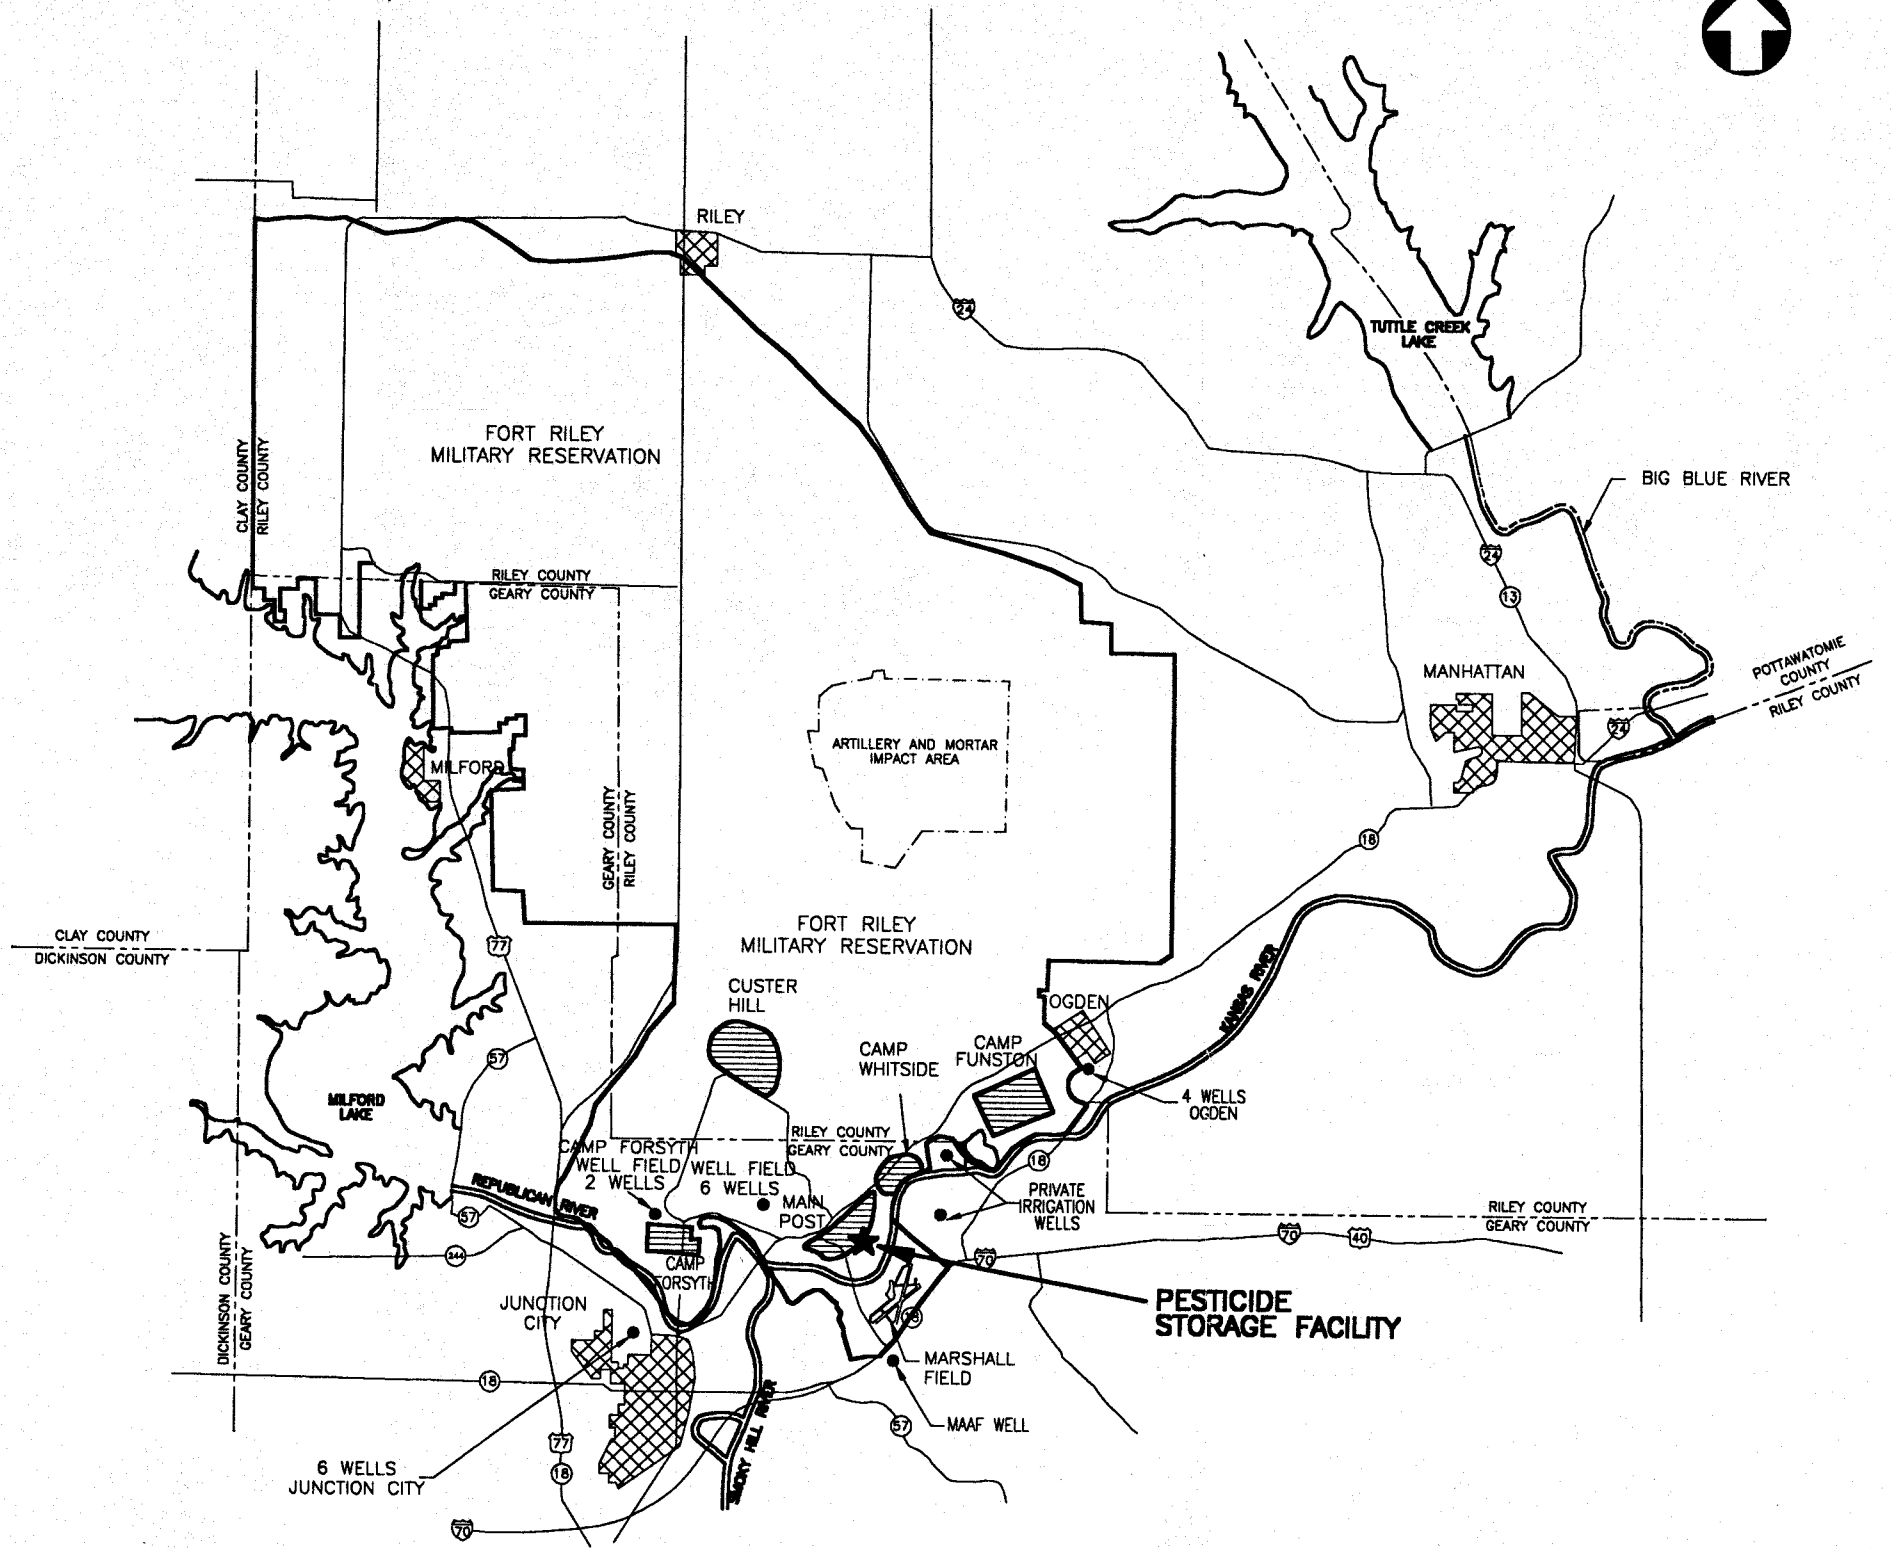 RILEY
24
TUTTLE CREEK
LAKE
FORT RILEY
MILITARY RESERVATION
CLAY COUNTY
RILEY COUNTY
BIG BLUE RIVER
24
13
RILEY COUNTY
GEARY COUNTY
MANHATTAN
POTTAWATOMIE
COUNTY
RILEY COUNTY
24
ARTILLERY AND MORTAR
IMPACT AREA
MILFORD
GEARY COUNTY
RILEY COUNTY
18
FORT RILEY
MILITARY RESERVATION
CLAY COUNTY
DICKINSON COUNTY
77
KANSAS RIVER
CUSTER
HILL
OGDEN
CAMP
FUNSTON
CAMP
WHITSIDE
57
MILFORD
LAKE
4 WELLS
OGDEN
RILEY COUNTY
GEARY COUNTY
CAMP FORSYTH
WELL FIELD
2 WELLS
WELL FIELD
6 WELLS
18
REPUBLICAN RIVER
MAIN
POST
PRIVATE
IRRIGATION
WELLS
RILEY COUNTY
GEARY COUNTY
57
244
70
70
40
DICKINSON COUNTY
GEARY COUNTY
CAMP
FORSYTH
JUNCTION
CITY
PESTICIDE
STORAGE FACILITY
18
MARSHALL
FIELD
18
57
MAAF WELL
SMOKY HILL RIVER
77
18
6 WELLS
JUNCTION CITY
70